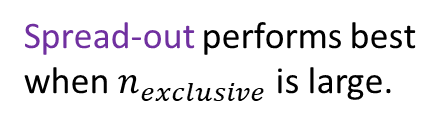 Spread-out performs best
when n_exclusive is large.